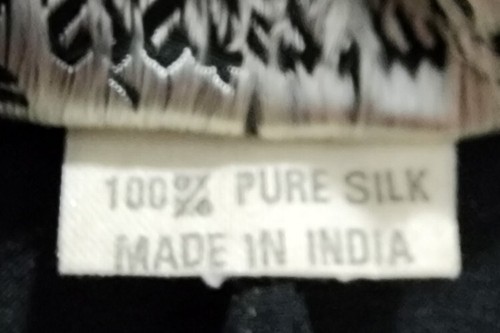 100% PURE SILK
MADE IN INDIA